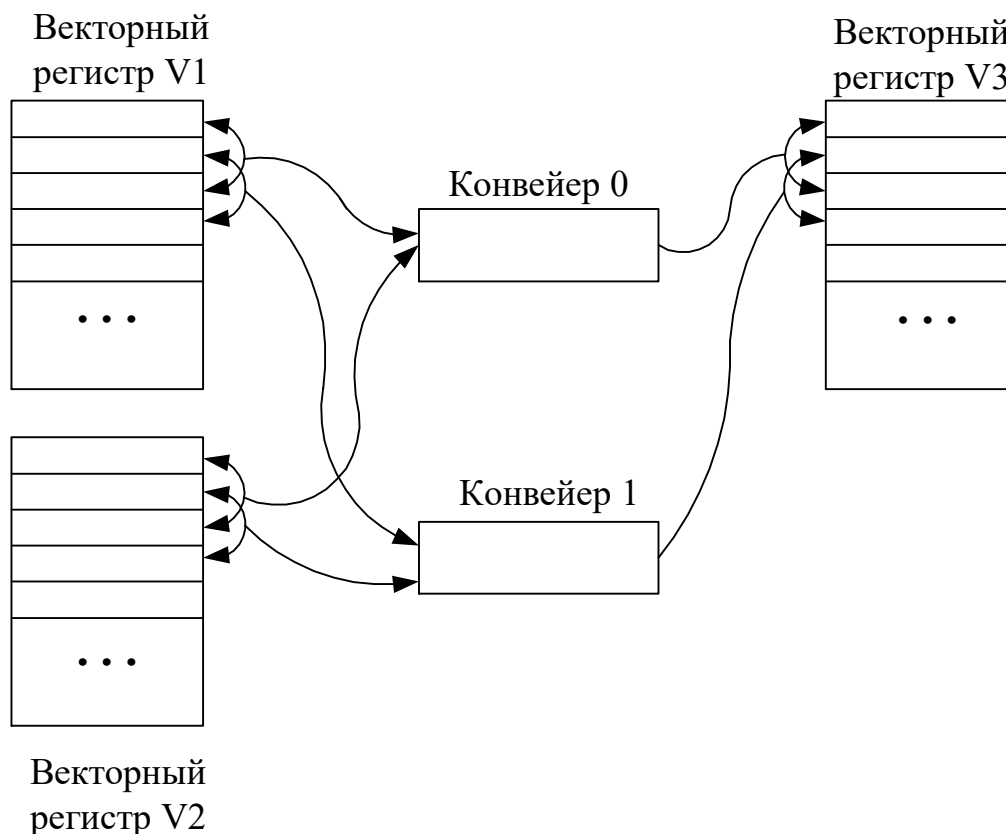 Векторный
регистр V1
Векторный
регистр V3
Конвейер 0
Конвейер 1
Векторный
регистр V2